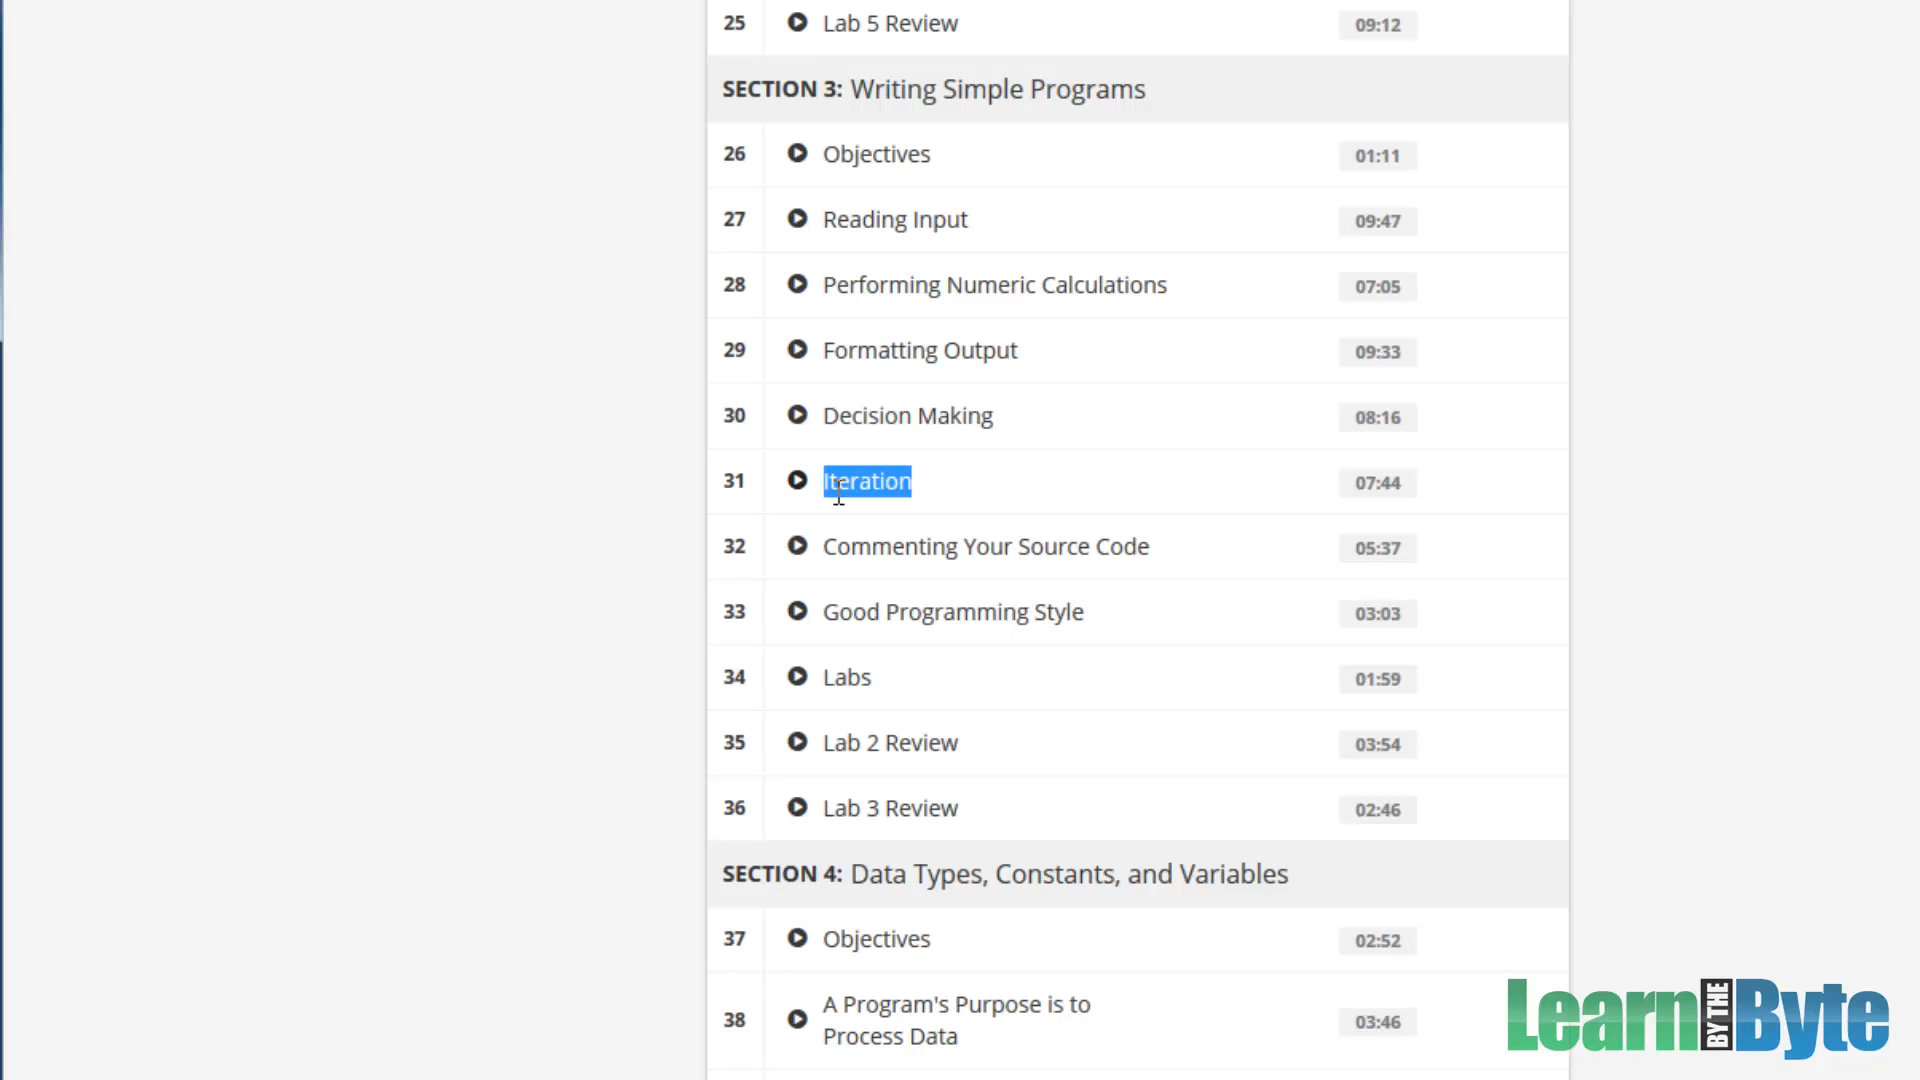 25 Lab 5 Review 09:12
SECTION 3: Writing Simple Programs
26 Objectives 01:11
27 Reading Input 09:47
28 Performing Numeric Calculations 07:05
29 Formatting Output 09:33
30 Decision Making 08:16
31 Iteration 07:44
32 Commenting Your Source Code 05:37
33 Good Programming Style 03:03
34 Labs 01:59
35 Lab 2 Review 03:54
36 Lab 3 Review 02:46
SECTION 4: Data Types, Constants, and Variables
37 Objectives 02:52
38 A Program's Purpose is to
Process Data 03:46
Learn BY THE Byte